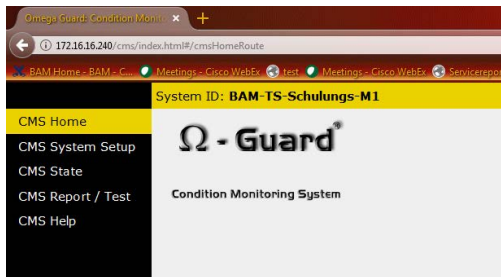 Omega Guard: Condition Monito
172.16.16.240/cms/index.html#/cmsHomeRoute
BAM Home - BAM - C... Meetings - Cisco WebEx test Meetings - Cisco WebEx Servicerepo
System ID: BAM-TS-Schulungs-M1
CMS Home
CMS System Setup
CMS State
CMS Report / Test
CMS Help
Ω - Guard®
Condition Monitoring System